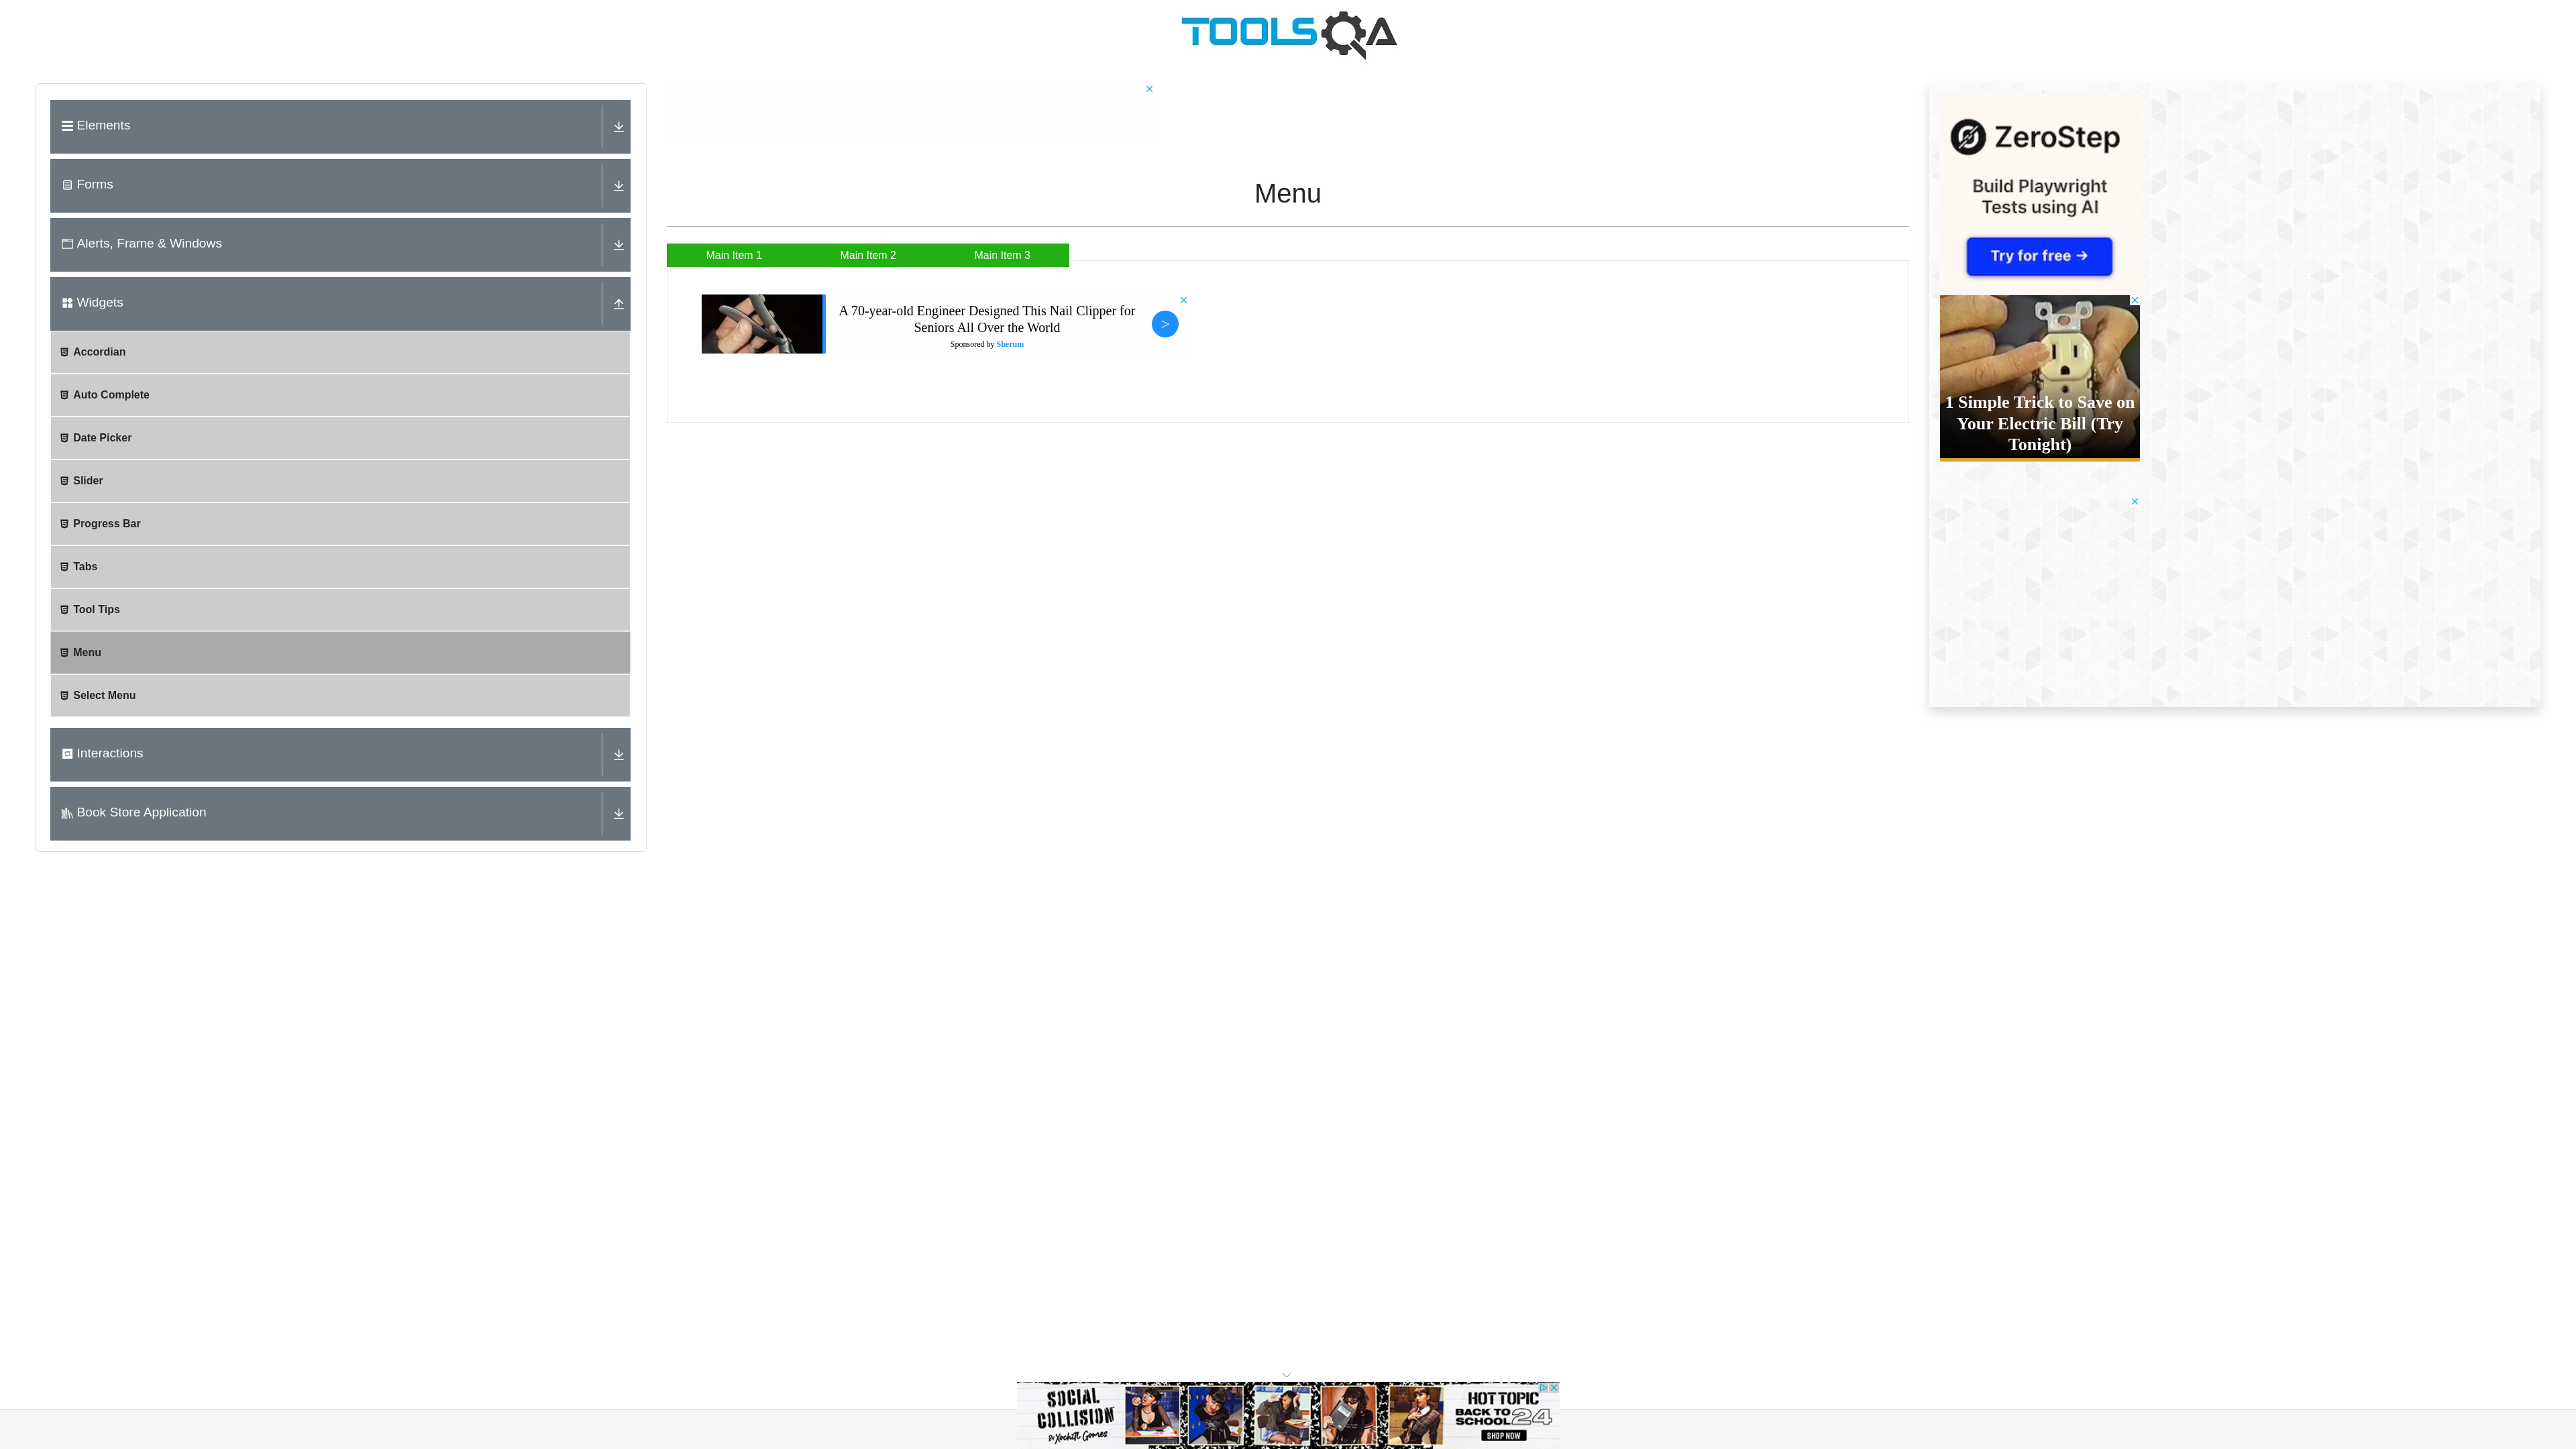 TOOLSQA
Elements
Forms
Alerts, Frame & Windows
Widgets
Accordian
Auto Complete
Date Picker
Slider
Progress Bar
Tabs
Tool Tips
Menu
Select Menu
Interactions
Book Store Application
Menu
Main Item 1
Main Item 2
Main Item 3
A 70-year-old Engineer Designed This Nail Clipper for
Seniors All Over the World
Sponsored by Sherum
>
ZeroStep
Build Playwright
Tests using AI
Try for free →
1 Simple Trick to Save on
Your Electric Bill (Try
Tonight)
SOCIAL
COLLISION
By Xochitl Gomez
HOT TOPIC
BACK TO
SCHOOL 24
SHOP NOW